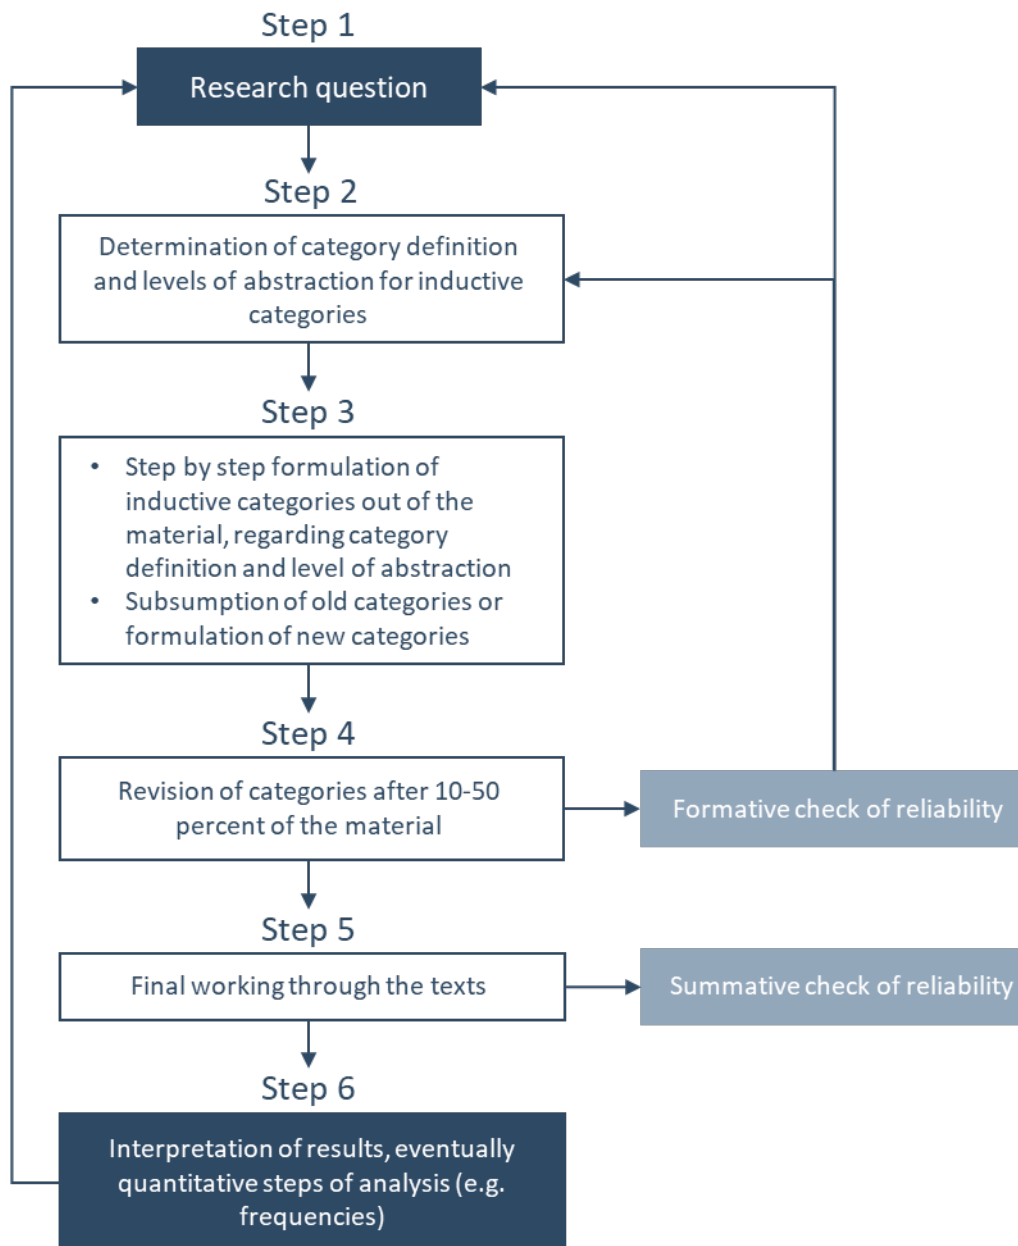 Step 1
Research question
Step 2
Determination of category definition
and levels of abstraction for inductive
categories
Step 3
• Step by step formulation of
inductive categories out of the
material, regarding category
definition and level of abstraction
• Subsumption of old categories or
formulation of new categories
Step 4
Revision of categories after 10-50
percent of the material
Formative check of reliability
Step 5
Final working through the texts
Summative check of reliability
Step 6
Interpretation of results, eventually
quantitative steps of analysis (e.g.
frequencies)